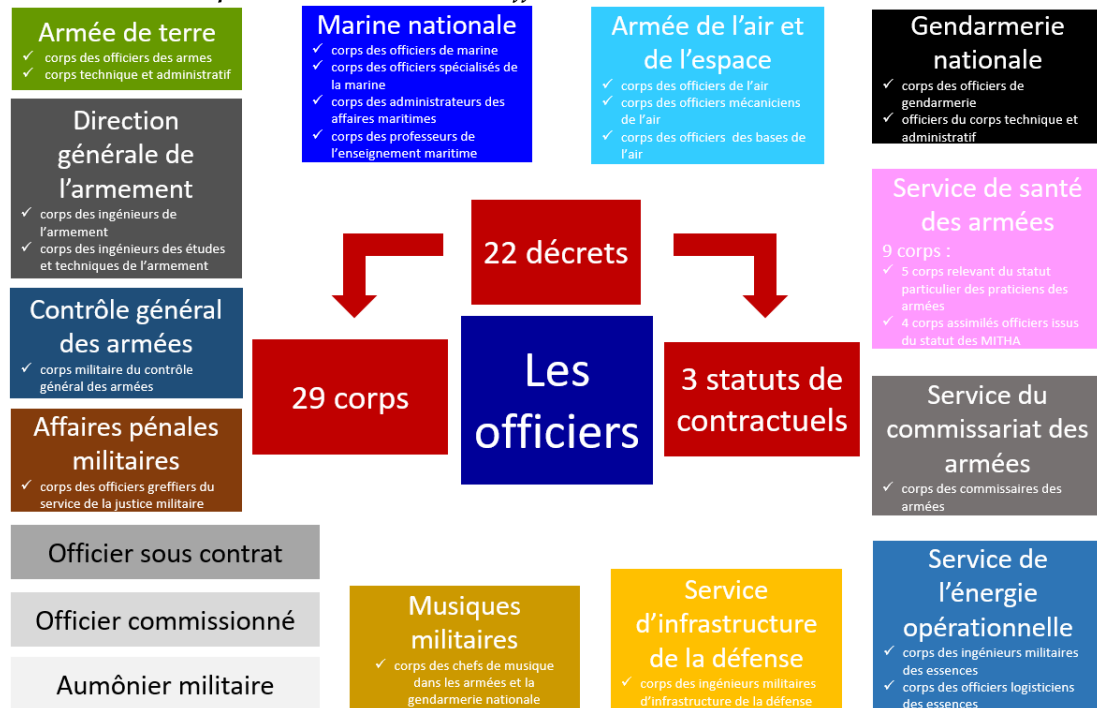 Armée de terre
✓ corps des officiers des armes
✓ corps technique et administratif
Marine nationale
✓ corps des officiers de marine
✓ corps des officiers spécialisés de
la marine
✓ corps des administrateurs des
affaires maritimes
✓ corps des professeurs de
l'enseignement maritime
Armée de l'air et
de l'espace
✓ corps des officiers de l'air
✓ corps des officiers mécaniciens
de l'air
✓ corps des officiers des bases de
l'air
Gendarmerie
nationale
✓ corps des officiers de
gendarmerie
✓ officiers du corps technique et
administratif
Direction
générale de
l'armement
✓ corps des ingénieurs de
l'armement
✓ corps des ingénieurs des études
et techniques de l'armement
Service de santé
des armées
9 corps :
✓ 5 corps relevant du statut
particulier des praticiens des
armées
✓ 4 corps assimilés officiers issus
du statut des MITHA
22 décrets
Contrôle général
des armées
✓ corps militaire du contrôle
général des armées
29 corps
Les
officiers
3 statuts de
contractuels
Service du
commissariat des
armées
✓ corps des commissaires des
armées
Affaires pénales
militaires
✓ corps des officiers greffiers du
service de la justice militaire
Officier sous contrat
Officier commissionné
Aumônier militaire
Musiques
militaires
✓ corps des chefs de musique
dans les armées et la
gendarmerie nationale
Service
d'infrastructure
de la défense
✓ corps des ingénieurs militaires
d'infrastructure de la défense
Service de
l'énergie
opérationnelle
✓ corps des ingénieurs militaires
des essences
✓ corps des officiers logisticiens
des essences